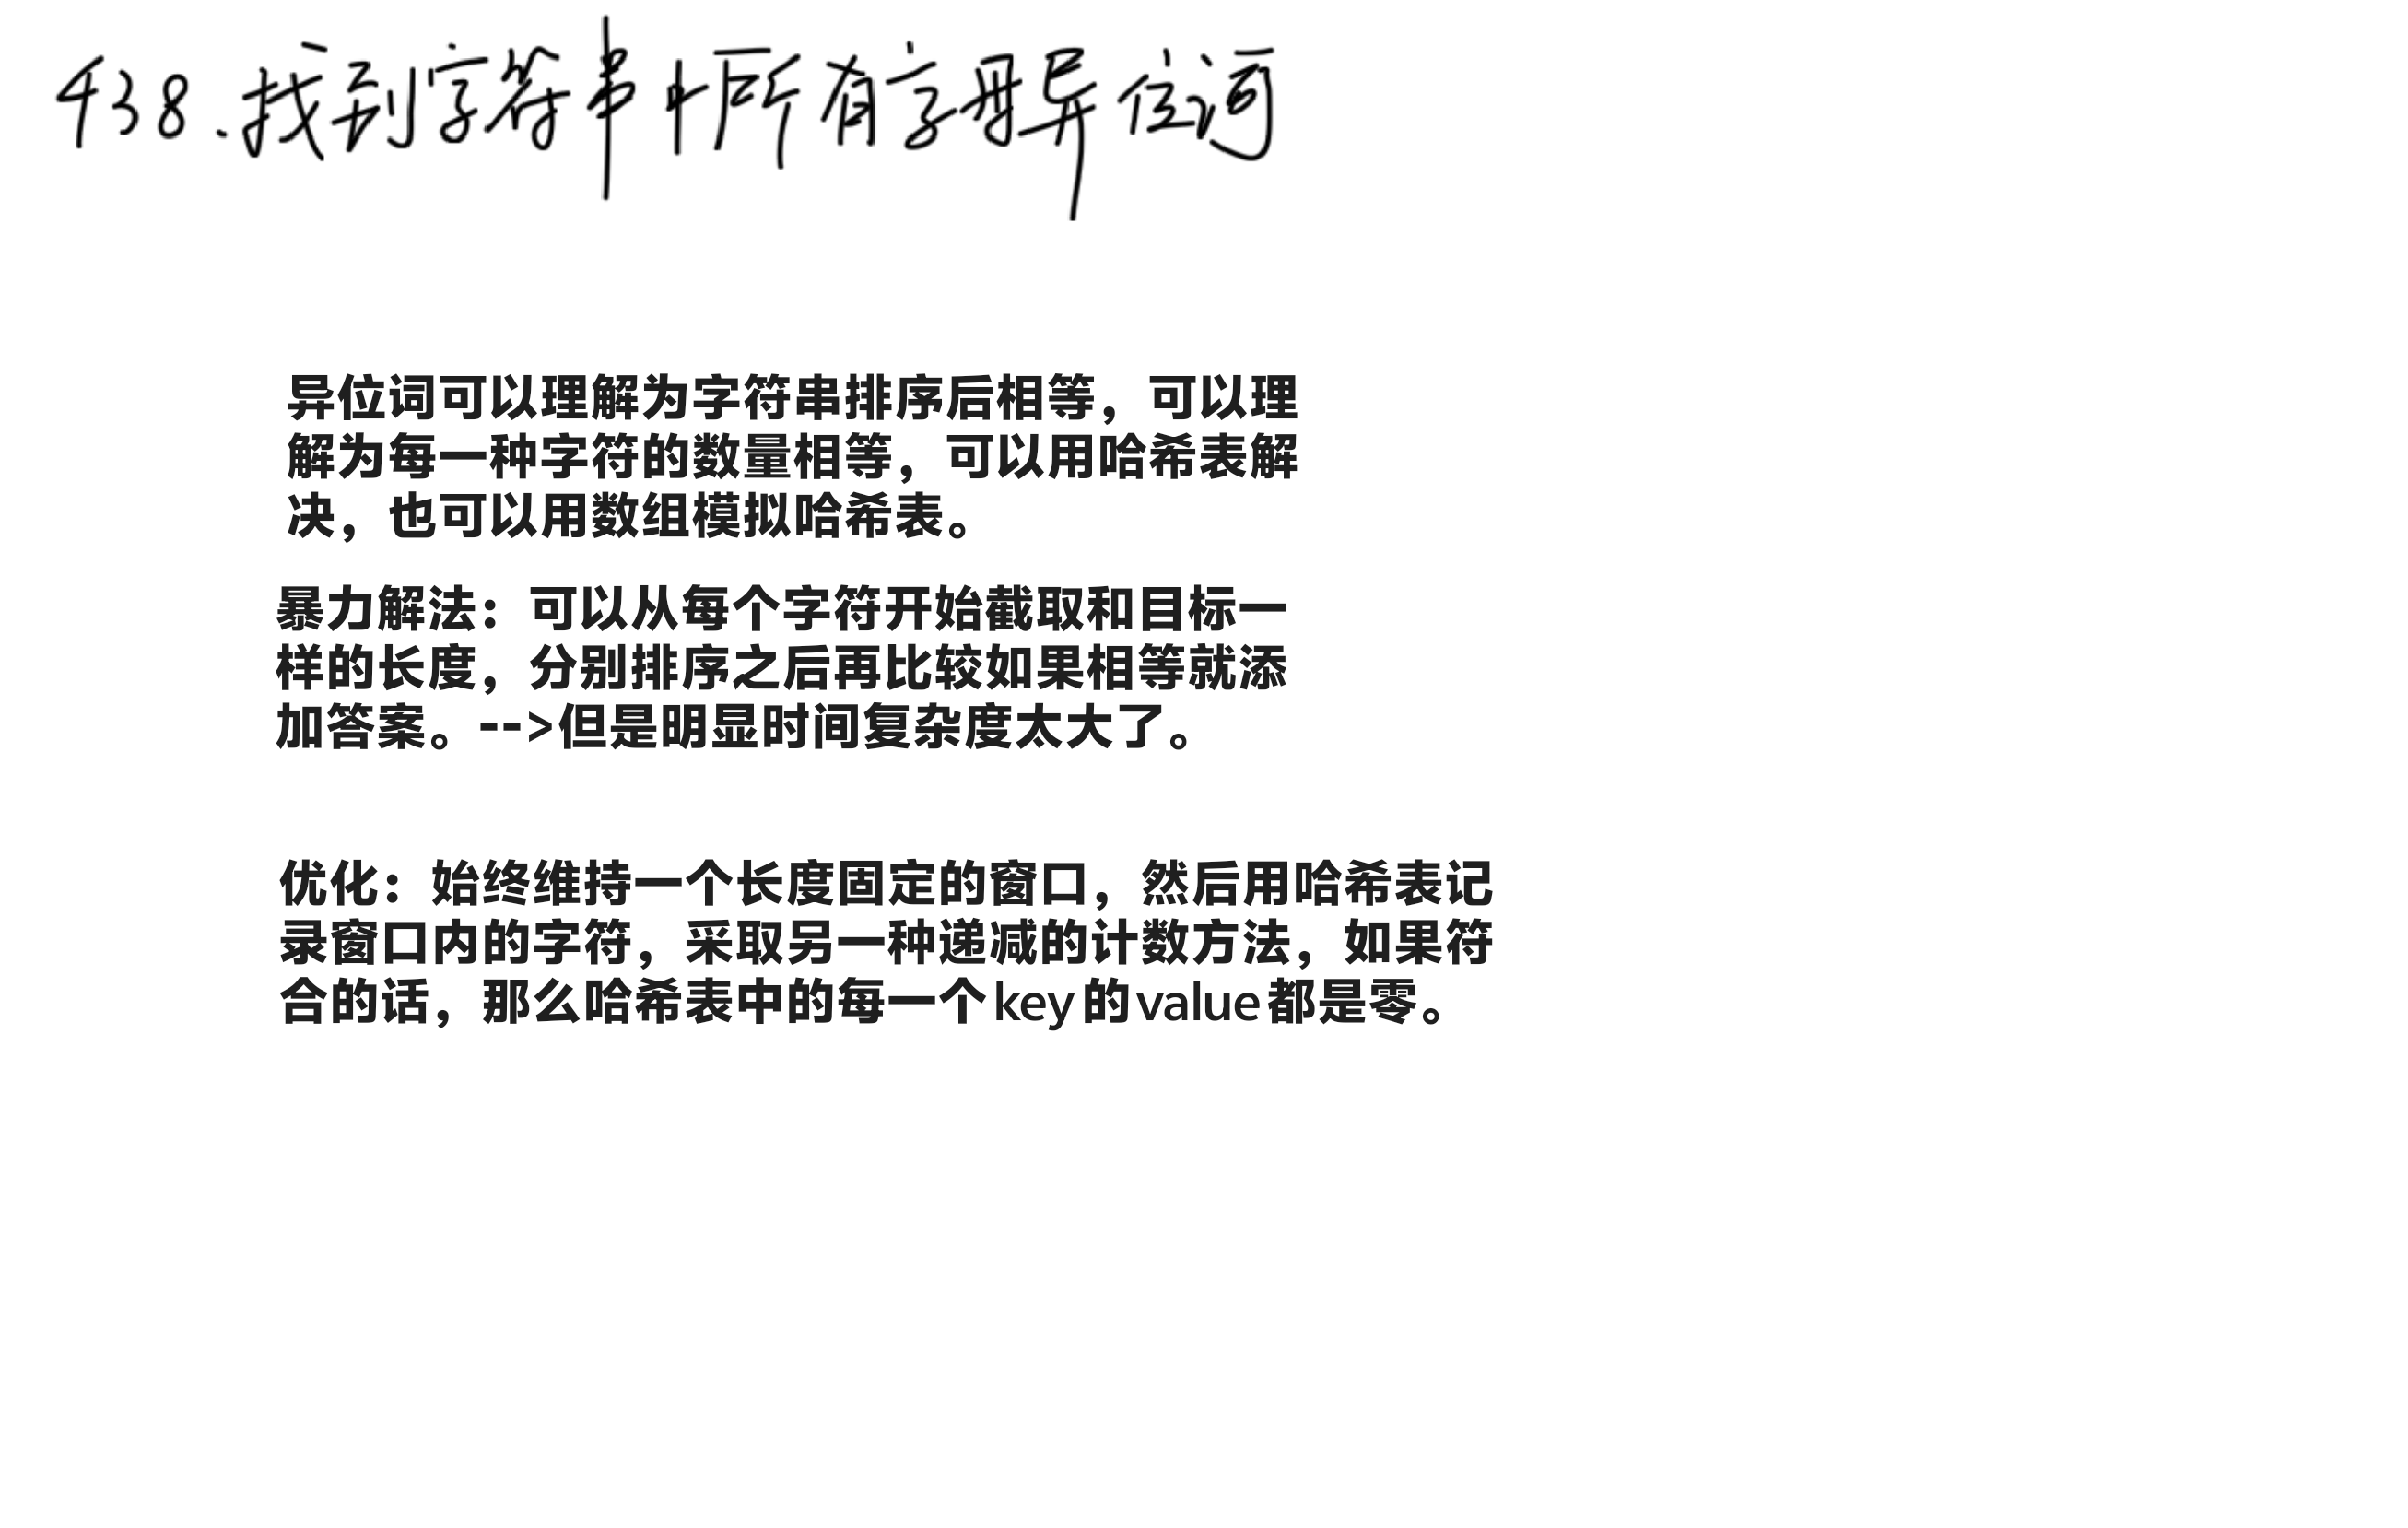 438.找到字符串中所有字母异位词
异位词可以理解为字符串排序后相等，可以理
解为每一种字符的数量相等，可以用哈希表解
决，也可以用数组模拟哈希表。
暴力解法：可以从每个字符开始截取和目标一
样的长度，分别排序之后再比较如果相等就添
加答案。-->但是明显时间复杂度太大了。
优化：始终维持一个长度固定的窗口，然后用哈希表记
录窗口内的字符，采取另一种递减的计数方法，如果符
合的话，那么哈希表中的每一个key的value都是零。